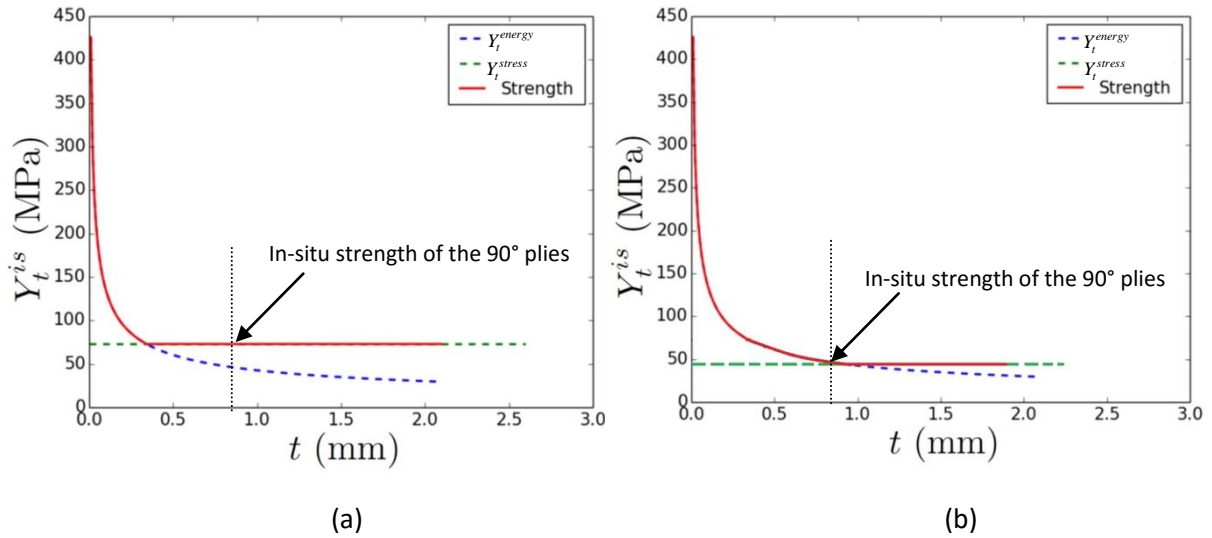 450
400
350
300
250
200
150
100
50
0
0.0 0.5 1.0 1.5 2.0 2.5 3.0
Y_t^{is} (MPa)
t (mm)
Y_t^{energy}
Y_t^{stress}
Strength
In-situ strength of the 90° plies
(a)
450
400
350
300
250
200
150
100
50
0
0.0 0.5 1.0 1.5 2.0 2.5 3.0
Y_t^{is} (MPa)
t (mm)
Y_t^{energy}
Y_t^{stress}
Strength
In-situ strength of the 90° plies
(b)